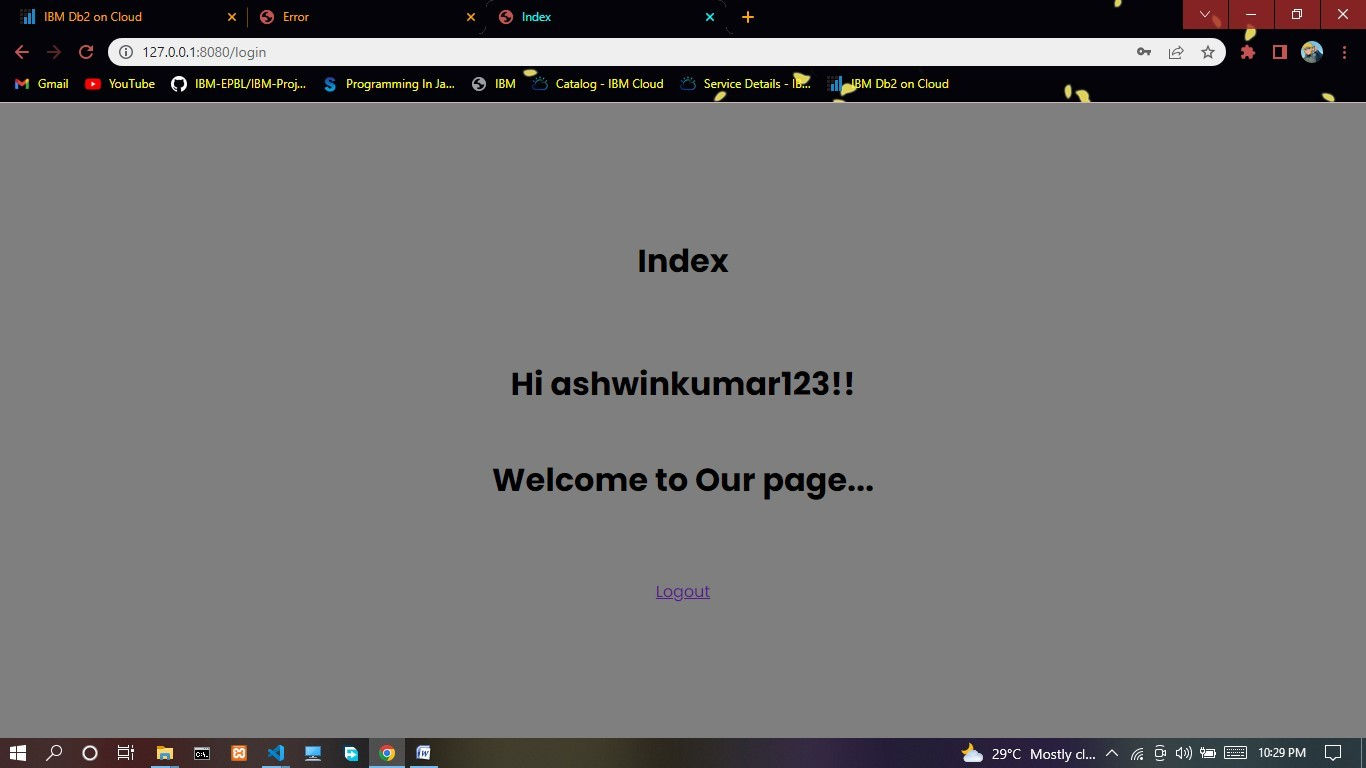 IBM Db2 on Cloud
Error
Index
127.0.0.1:8080/login
Gmail
YouTube
IBM-EPBL/IBM-Proj...
Programming In Ja...
IBM
Catalog - IBM Cloud
Service Details - IB...
IBM Db2 on Cloud
Index
Hi ashwinkumar123!!
Welcome to Our page...
Logout
29°C Mostly cl...
10:29 PM